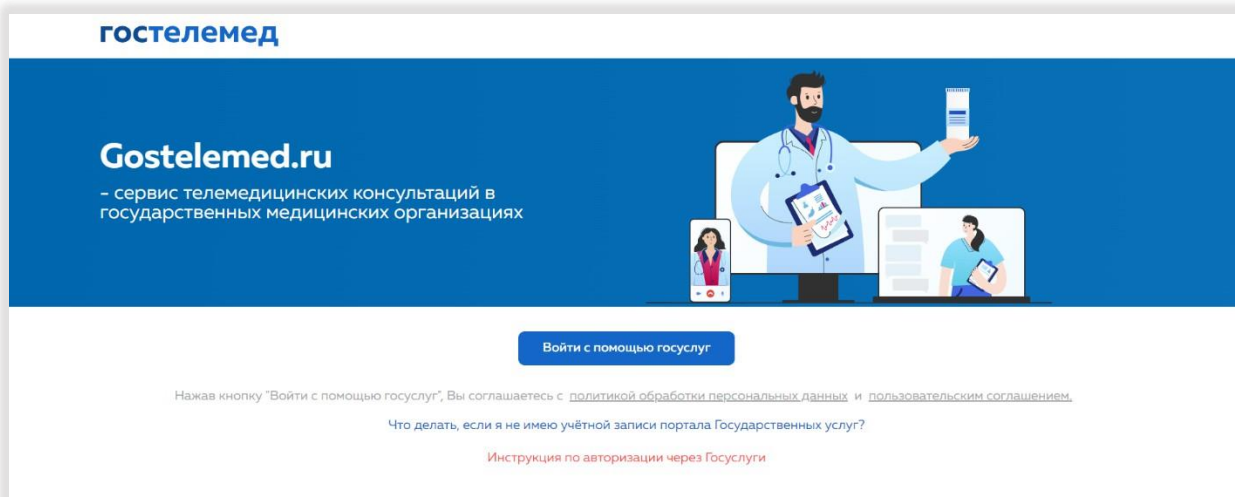 гостелемед
Gostelemed.ru
- сервис телемедицинских консультаций в
государственных медицинских организациях
Войти с помощью госуслуг
Нажав кнопку "Войти с помощью госуслуг", Вы соглашаетесь с политикой обработки персональных данных и пользовательским соглашением.
Что делать, если я не имею учётной записи портала Государственных услуг?
Инструкция по авторизации через Госуслуги